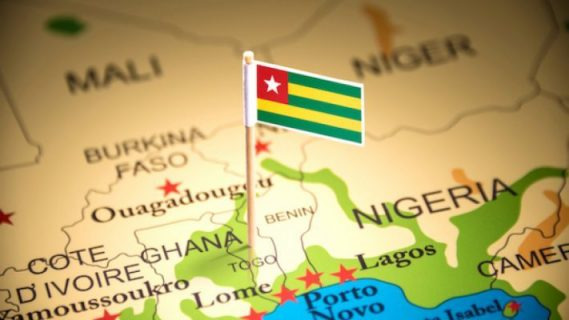 MALI
NIGER
BURKINA
FASO
Ouagadougou
BENIN
NIGERIA
COTE
D'IVOIRE
GHANA
TOGO
Lagos
CAMER
Yamoussoukro
Lome
Porto
Novo
Isabel